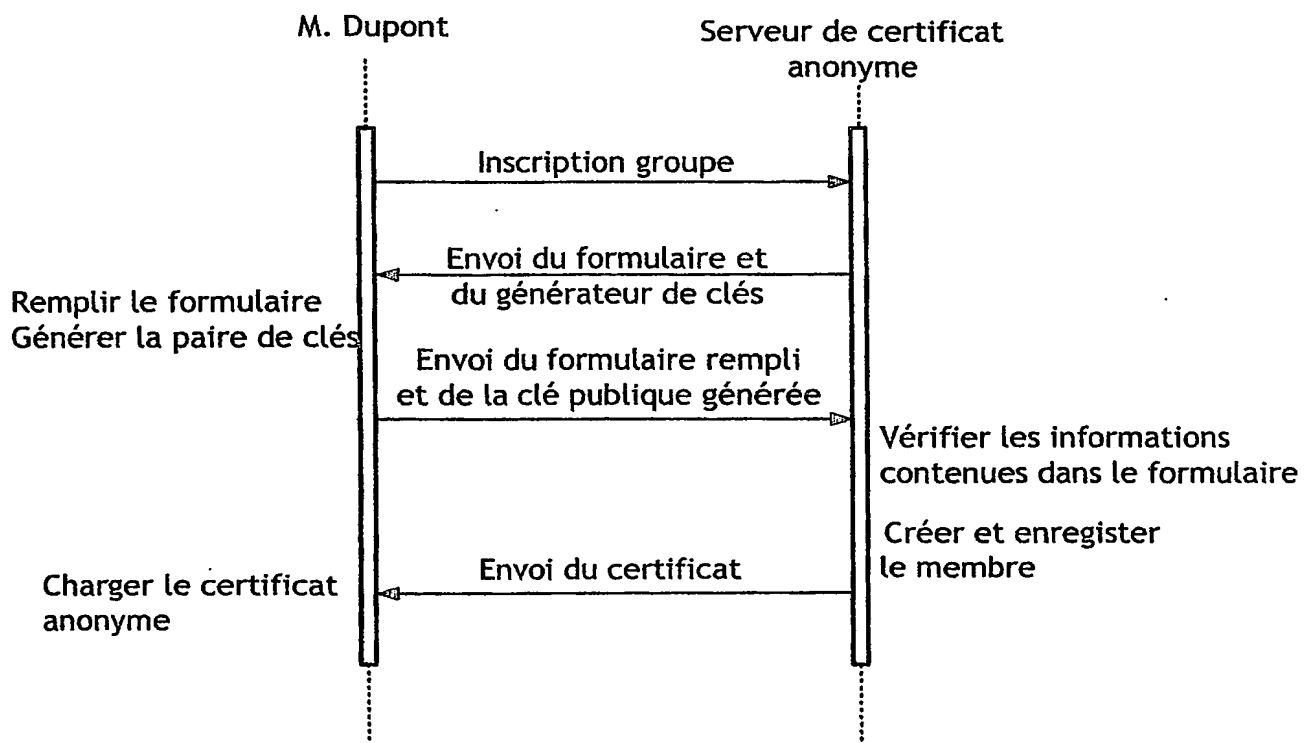 M. Dupont
Serveur de certificat
anonyme
Inscription groupe
Envoi du formulaire et
du générateur de clés
Remplir le formulaire
Générer la paire de clés
Envoi du formulaire rempli
et de la clé publique générée
Vérifier les informations
contenues dans le formulaire
Créer et enregister
le membre
Envoi du certificat
Charger le certificat
anonyme